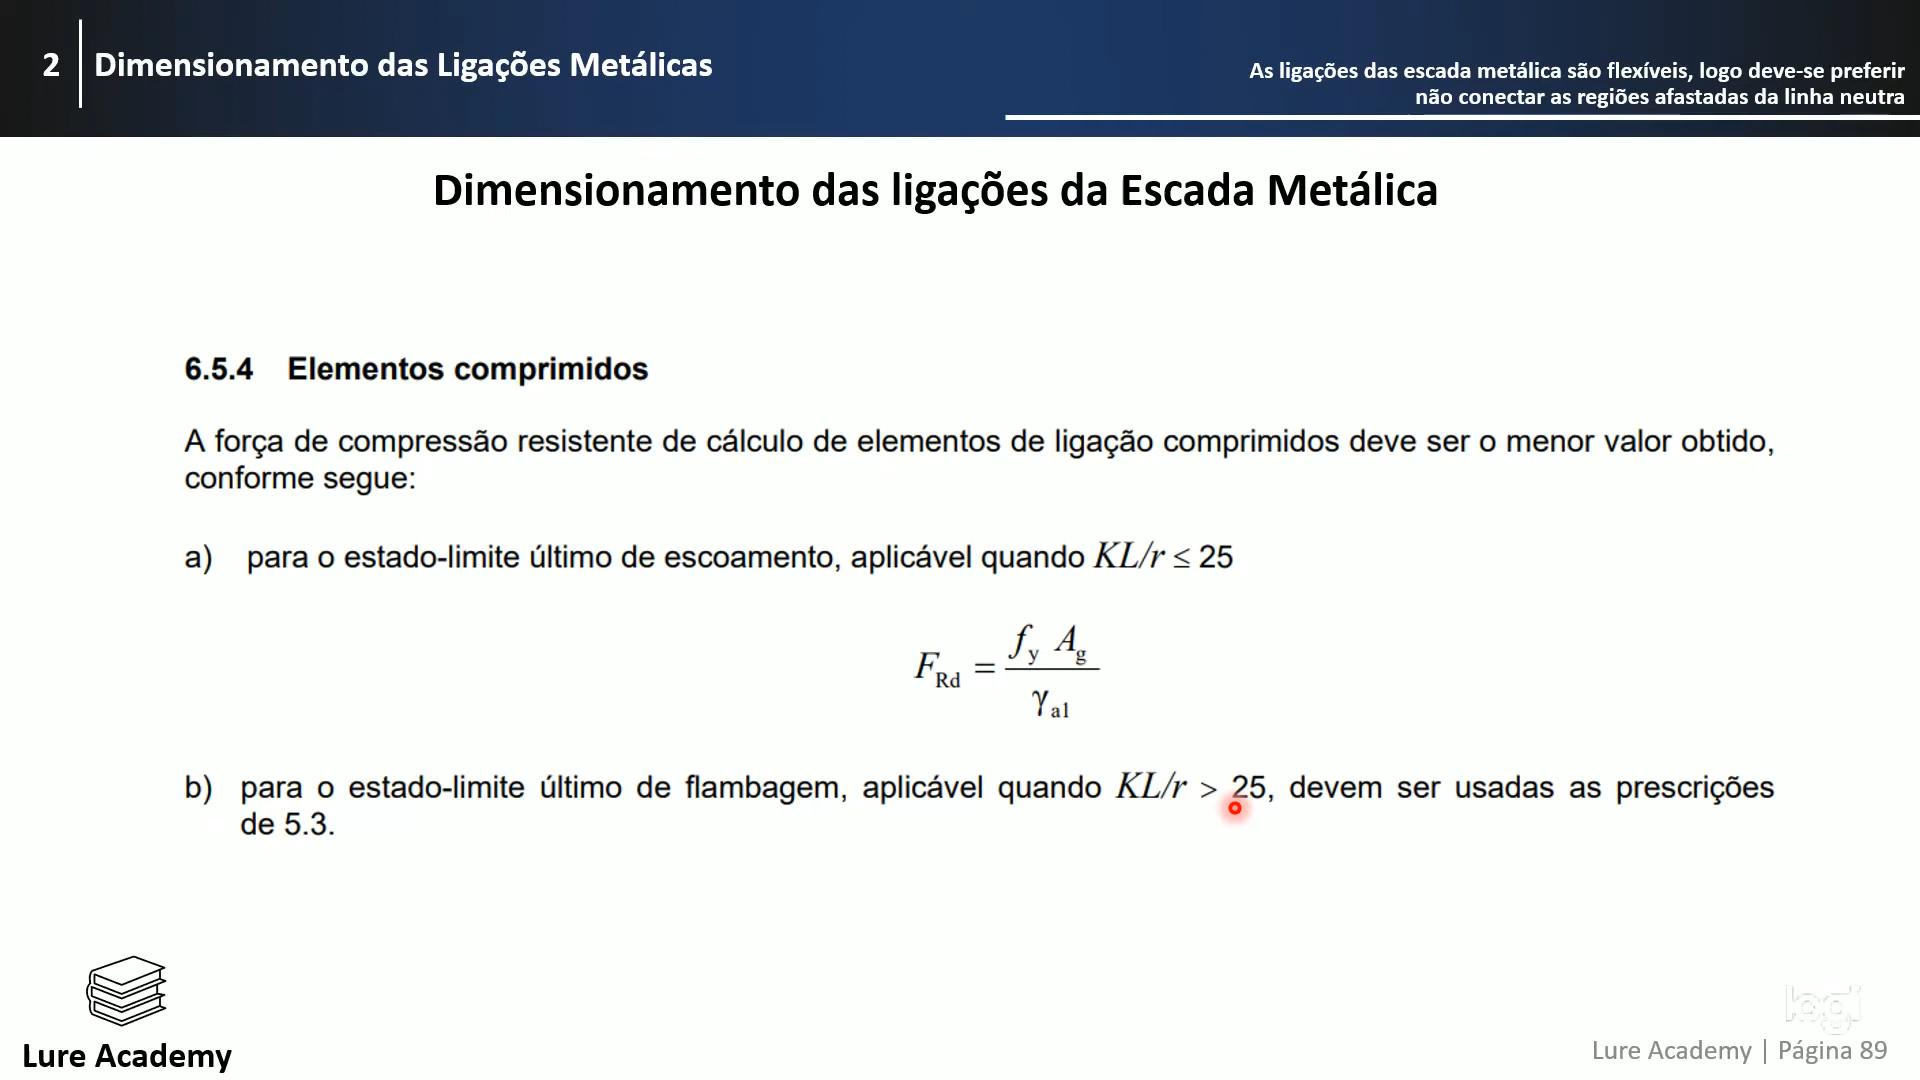 2
Dimensionamento das Ligações Metálicas
As ligações das escada metálica são flexíveis, logo deve-se preferir
não conectar as regiões afastadas da linha neutra
Dimensionamento das ligações da Escada Metálica
6.5.4 Elementos comprimidos
A força de compressão resistente de cálculo de elementos de ligação comprimidos deve ser o menor valor obtido,
conforme segue:
a) para o estado-limite último de escoamento, aplicável quando KL/r ≤ 25
F_Rd = f_y A_g / γ_a1
b) para o estado-limite último de flambagem, aplicável quando KL/r > 25, devem ser usadas as prescrições
de 5.3.
logi
Lure Academy
Lure Academy | Página 89